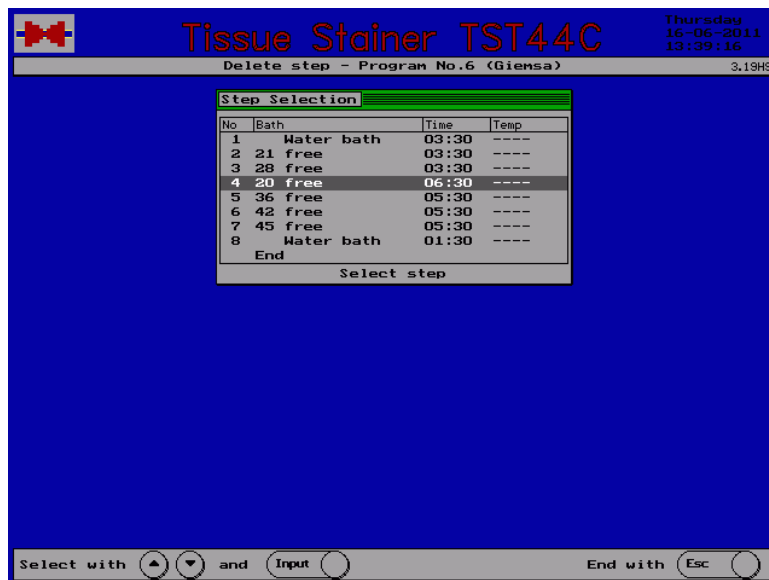 Tissue Stainer TST44C
Thursday
16-06-2011
13:39:16
Delete step - Program No.6 (Giemsa)
3.19HS
Step Selection
No Bath Time Temp
1 Water bath 03:30 ----
2 21 free 03:30 ----
3 28 free 03:30 ----
4 20 free 06:30 ----
5 36 free 05:30 ----
6 42 free 05:30 ----
7 45 free 05:30 ----
8 Water bath 01:30 ----
End
Select step
Select with and Input End with Esc